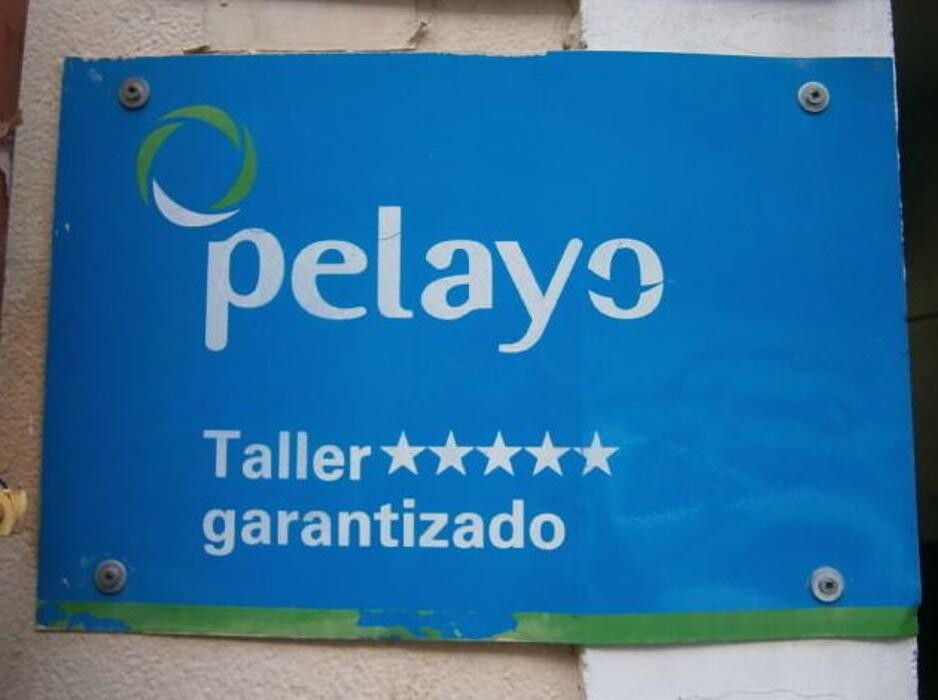 pelayo
Taller ★★★★★
garantizado